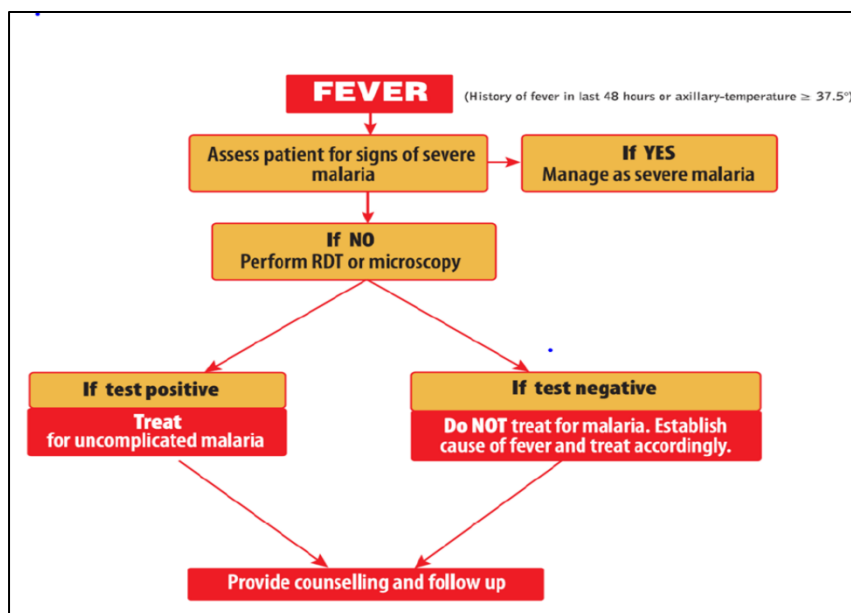 FEVER
(History of fever in last 48 hours or axillary-temperature ≥ 37.5°)
Assess patient for signs of severe
malaria
If YES
Manage as severe malaria
If NO
Perform RDT or microscopy
If test positive
Treat
for uncomplicated malaria
If test negative
Do NOT treat for malaria. Establish
cause of fever and treat accordingly.
Provide counselling and follow up